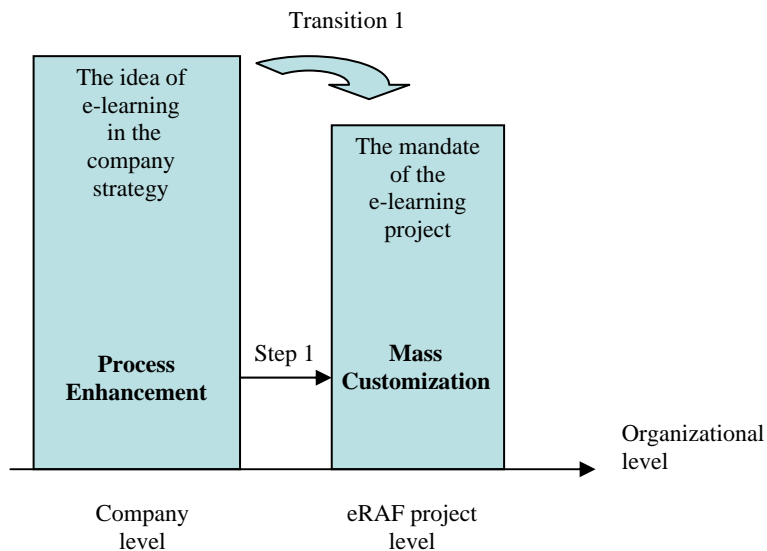 Transition 1
The idea of
e-learning
in the
company
strategy
The mandate
of the
e-learning
project
Process
Enhancement
Step 1
Mass
Customization
Organizational
level
Company
level
eRAF project
level